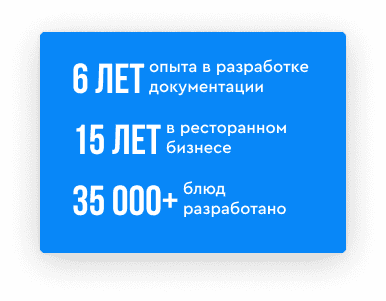 6 ЛЕТ опыта в разработке
документации
15 ЛЕТ в ресторанном
бизнесе
35 000+ блюд
разработано